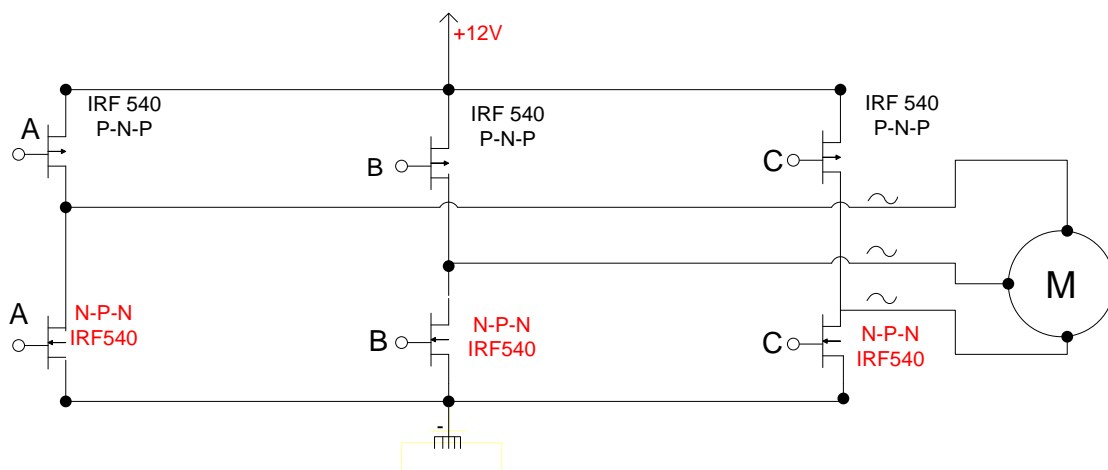 +12V
IRF 540
P-N-P
A
IRF 540
P-N-P
B
IRF 540
P-N-P
C
M
A
N-P-N
IRF540
B
N-P-N
IRF540
C
N-P-N
IRF540
-